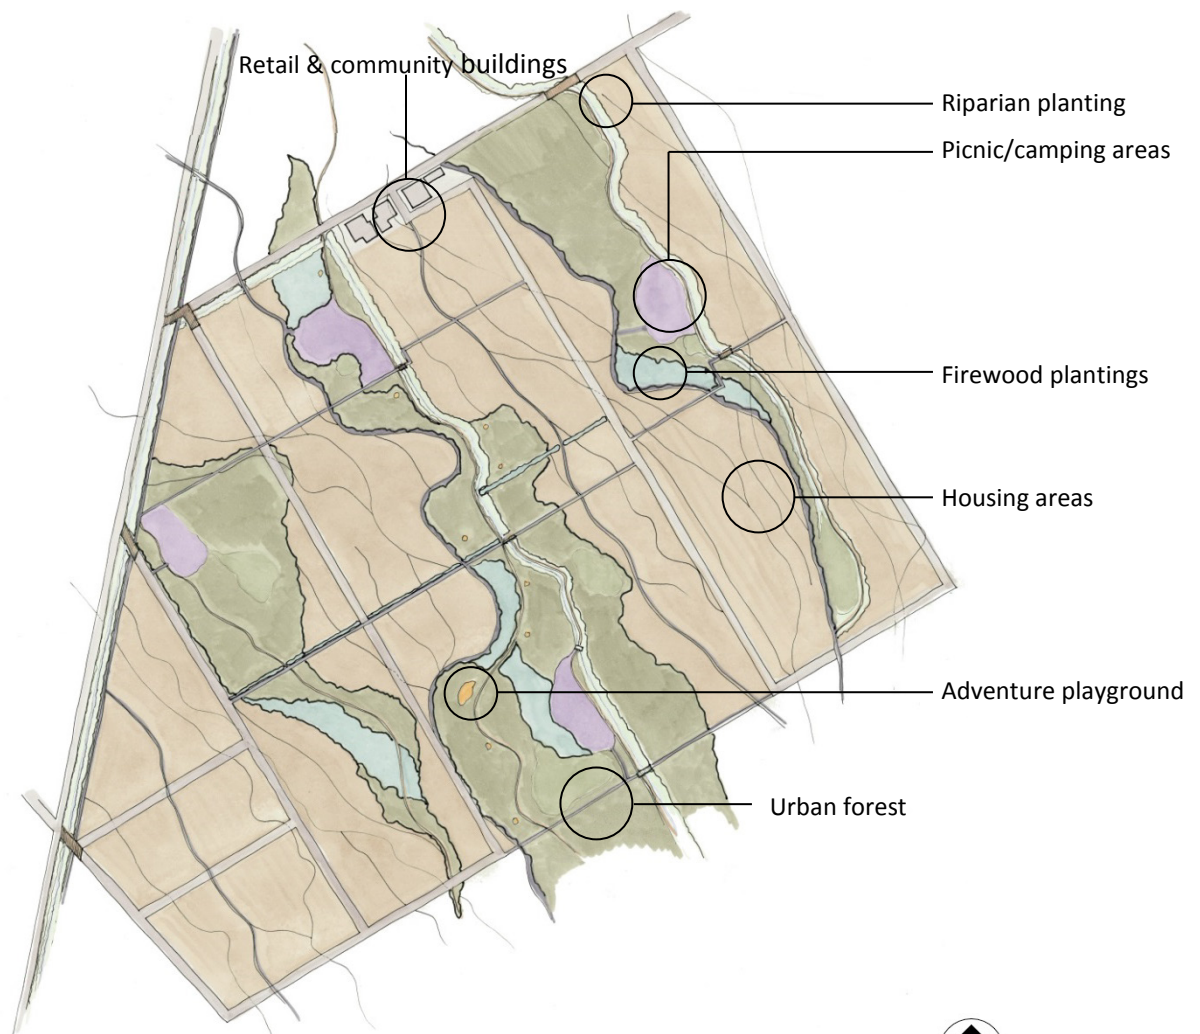 Retail & community buildings
Riparian planting
Picnic/camping areas
Firewood plantings
Housing areas
Adventure playground
Urban forest